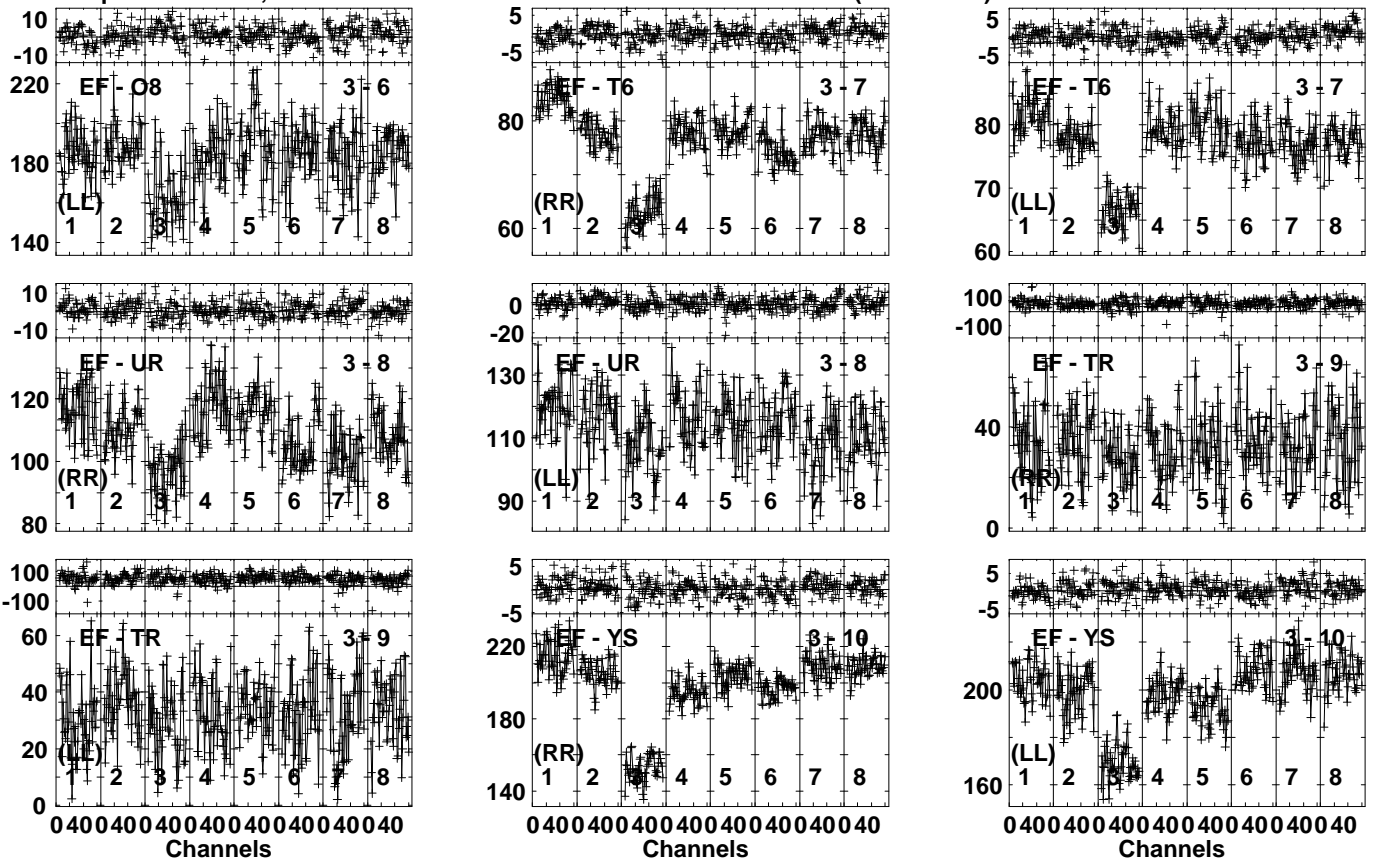 10
-10
EF - O8 3 - 6
220
180
140
(LL)
1 2 3 4 5 6 7 8
5
-5
EF - T6 3 - 7
80
60
(RR)
1 2 3 4 5 6 7 8
5
-5
EF - T6 3 - 7
80
70
60
(LL)
1 2 3 4 5 6 7 8
10
-10
EF - UR 3 - 8
120
100
80
(RR)
1 2 3 4 5 6 7 8
0
-20
EF - UR 3 - 8
130
110
90
(LL)
1 2 3 4 5 6 7 8
100
-100
EF - TR 3 - 9
40
0
(RR)
1 2 3 4 5 6 7 8
100
-100
EF - TR 3 - 9
60
40
20
0
(LL)
1 2 3 4 5 6 7 8
0 40 0 40 0 40 0 40 0 40 0 40 0 40 0 40
Channels
5
-5
EF - YS 3 - 10
220
180
140
(RR)
1 2 3 4 5 6 7 8
0 40 0 40 0 40 0 40 0 40 0 40 0 40 0 40
Channels
5
-5
EF - YS 3 - 10
200
160
(LL)
1 2 3 4 5 6 7 8
0 40 0 40 0 40 0 40 0 40 0 40 0 40 0 40
Channels